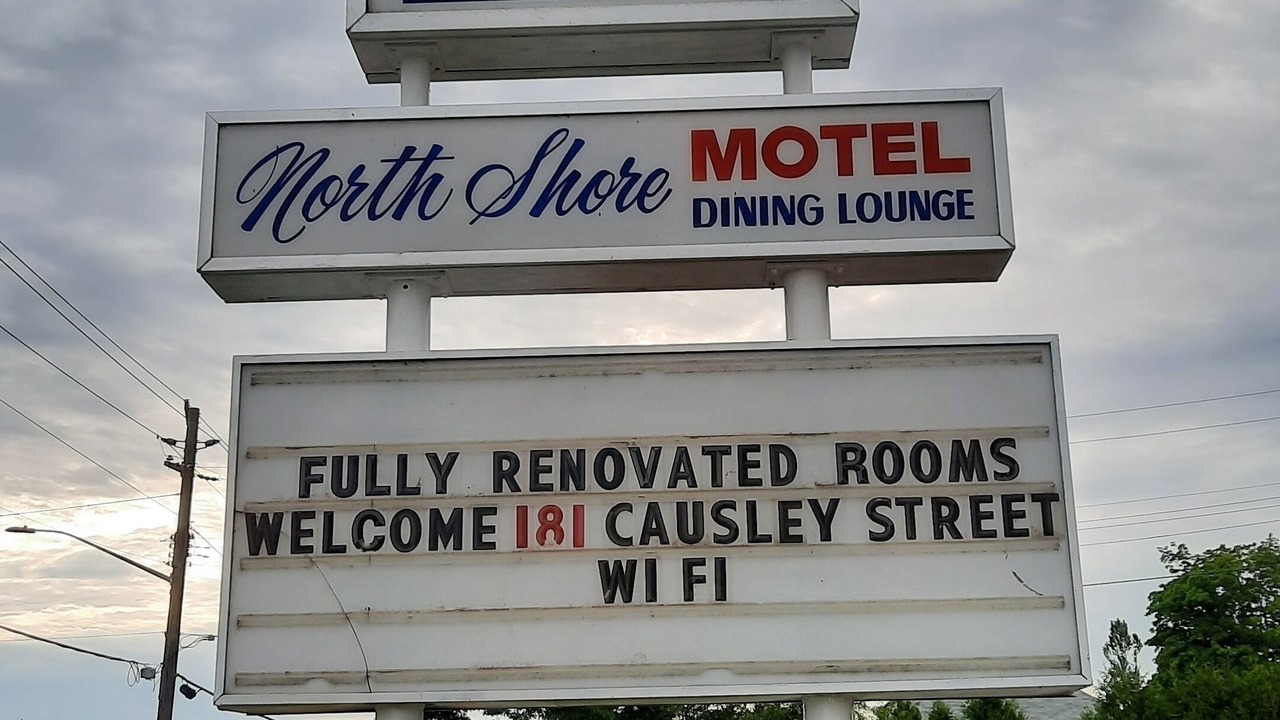 North Shore MOTEL
DINING LOUNGE
FULLY RENOVATED ROOMS
WELCOME 181 CAUSLEY STREET
WI FI